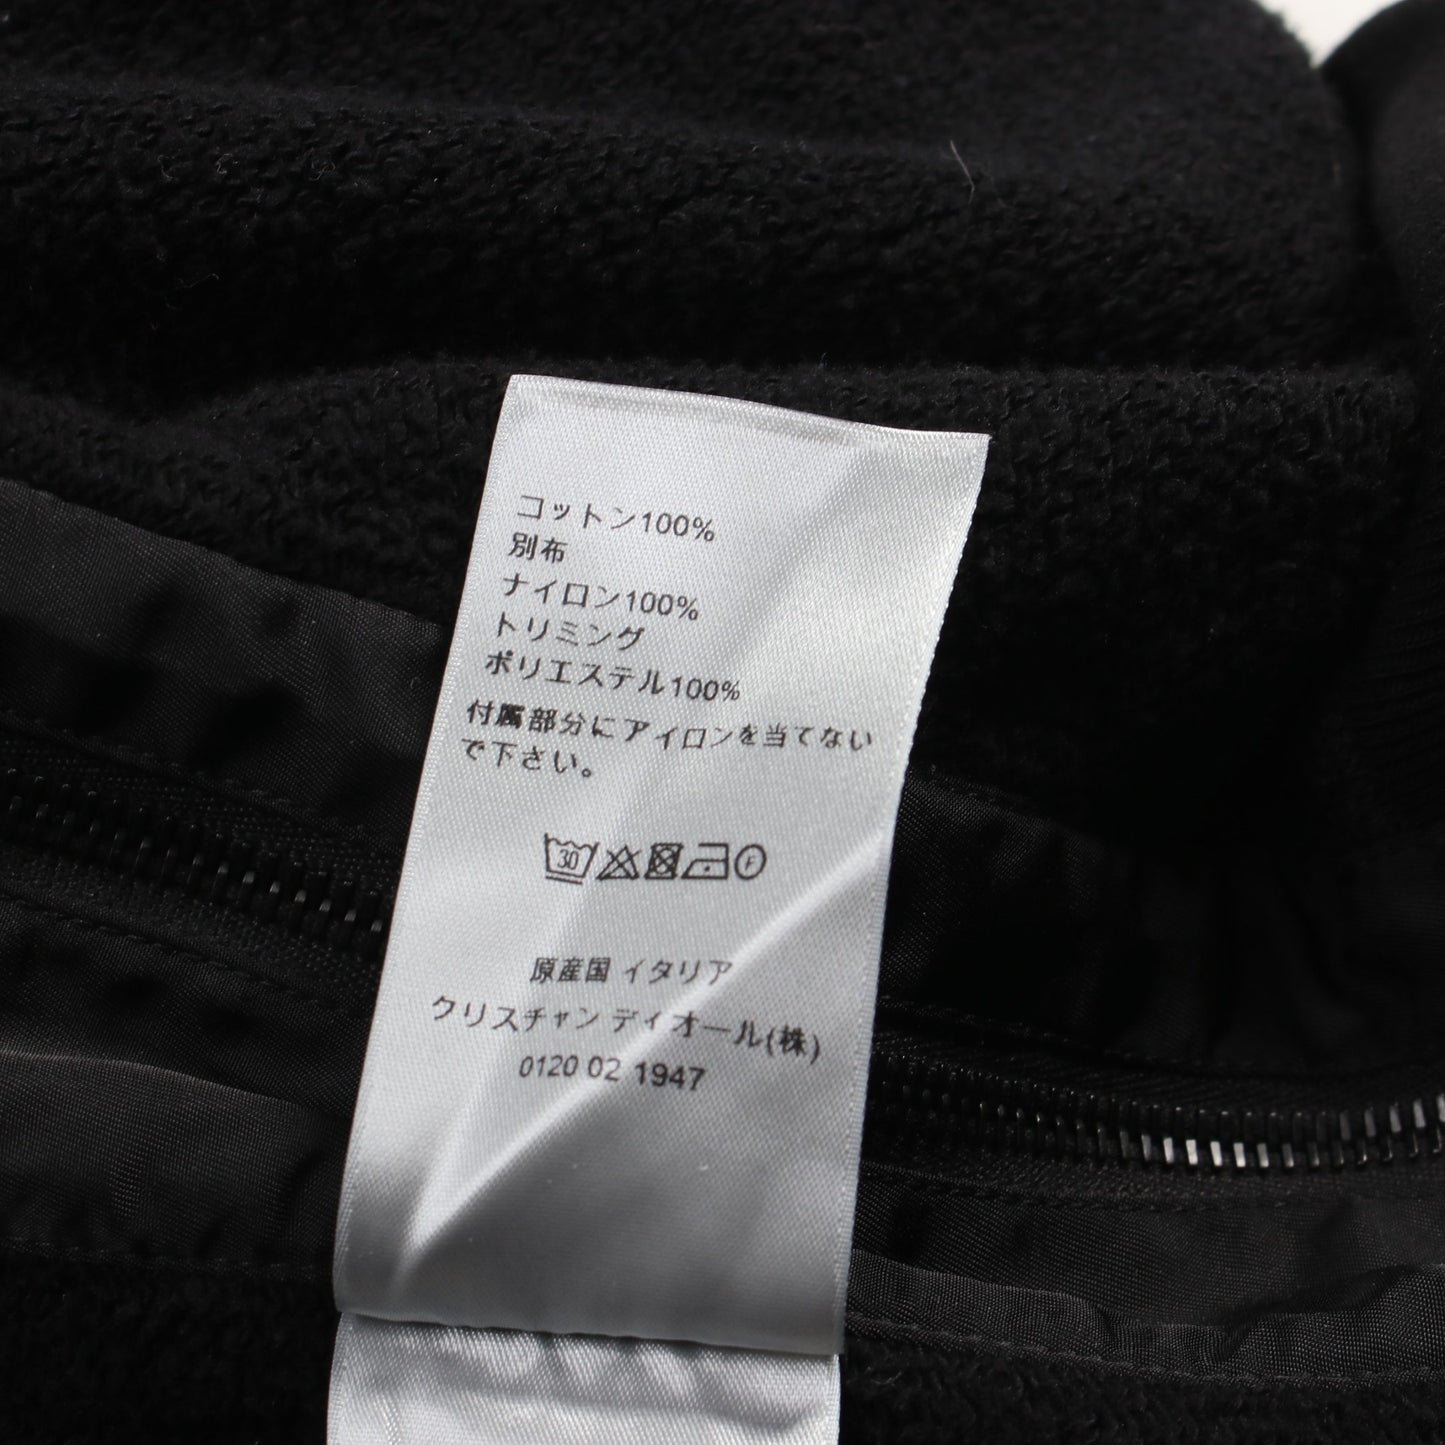 コットン100%
別布
ナイロン100%
トリミング
ポリエステル100%
付属部分にアイロンを当てない
で下さい。
30 F
原産国 イタリア
クリスチャン ディオール(株)
0120 02 1947